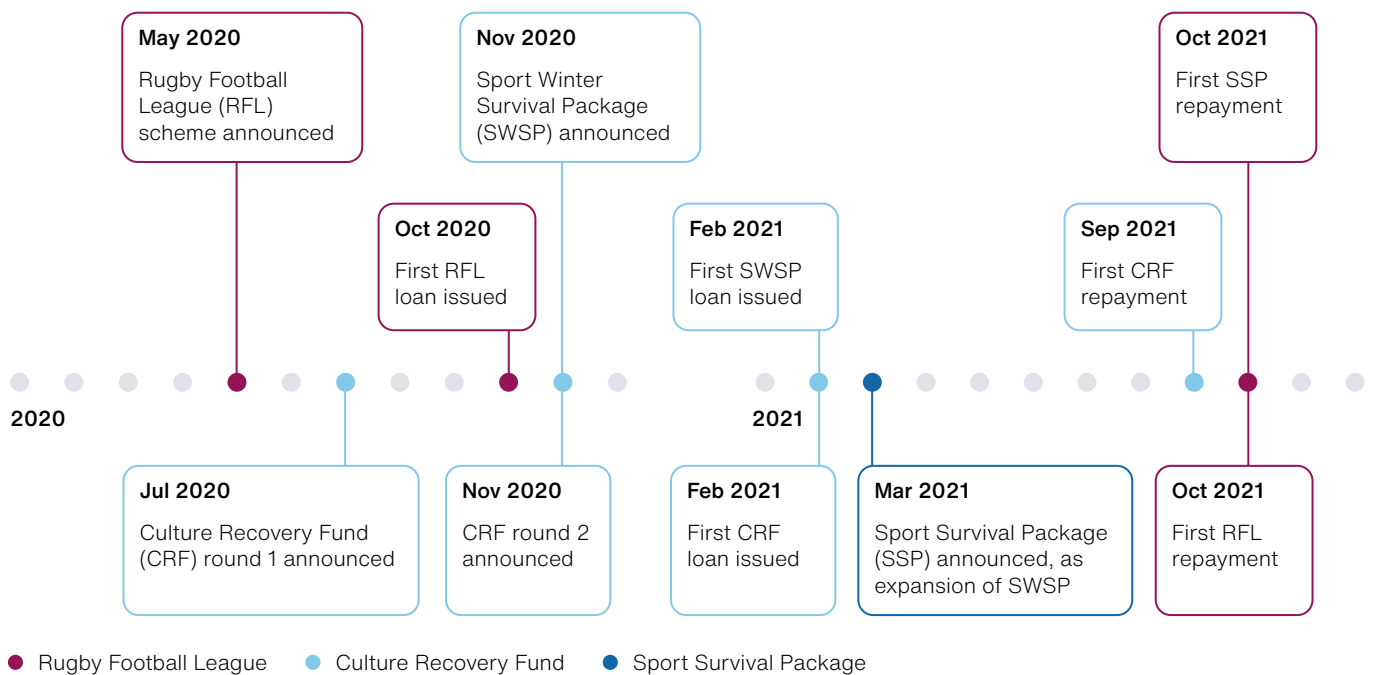 May 2020
Rugby Football
League (RFL)
scheme announced
Nov 2020
Sport Winter
Survival Package
(SWSP) announced
Oct 2021
First SSP
repayment
Oct 2020
First RFL
loan issued
Feb 2021
First SWSP
loan issued
Sep 2021
First CRF
repayment
2020
2021
Jul 2020
Culture Recovery Fund
(CRF) round 1 announced
Nov 2020
CRF round 2
announced
Feb 2021
First CRF
loan issued
Mar 2021
Sport Survival Package
(SSP) announced, as
expansion of SWSP
Oct 2021
First RFL
repayment
Rugby Football League
Culture Recovery Fund
Sport Survival Package